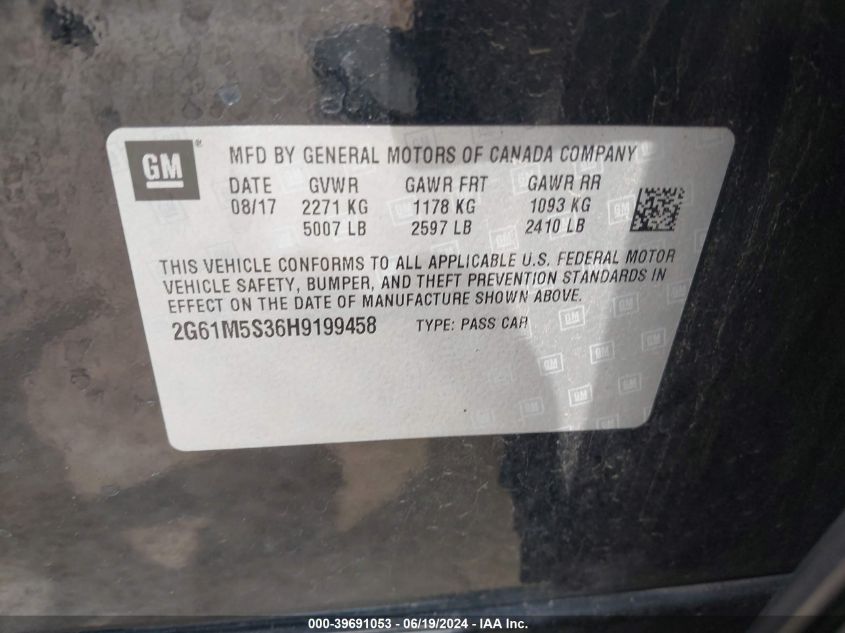 GM ® MFD BY GENERAL MOTORS OF CANADA COMPANY
DATE GVWR GAWR FRT GAWR RR
08/17 2271 KG 1178 KG 1093 KG
5007 LB 2597 LB 2410 LB
THIS VEHICLE CONFORMS TO ALL APPLICABLE U.S. FEDERAL MOTOR
VEHICLE SAFETY, BUMPER, AND THEFT PREVENTION STANDARDS IN
EFFECT ON THE DATE OF MANUFACTURE SHOWN ABOVE.
2G61M5S36H9199458 TYPE: PASS CAR
000-39691053 - 06/19/2024 - IAA Inc.